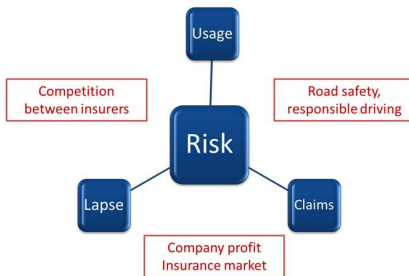 Usage
Competition
between insurers
Road safety,
responsible driving
Risk
Lapse
Claims
Company profit
Insurance market